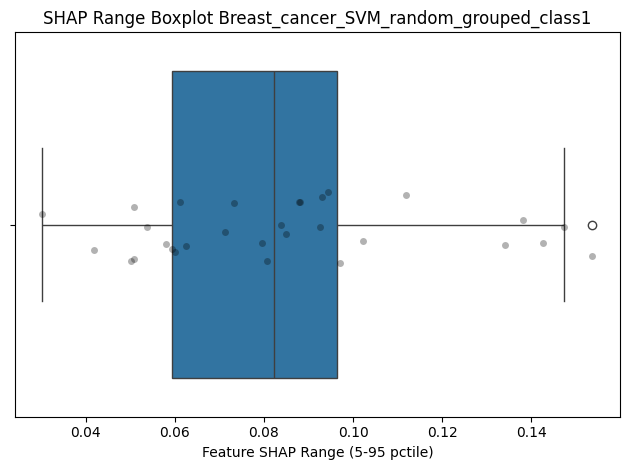 SHAP Range Boxplot Breast_cancer_SVM_random_grouped_class1
0.04 0.06 0.08 0.10 0.12 0.14
Feature SHAP Range (5-95 pctile)